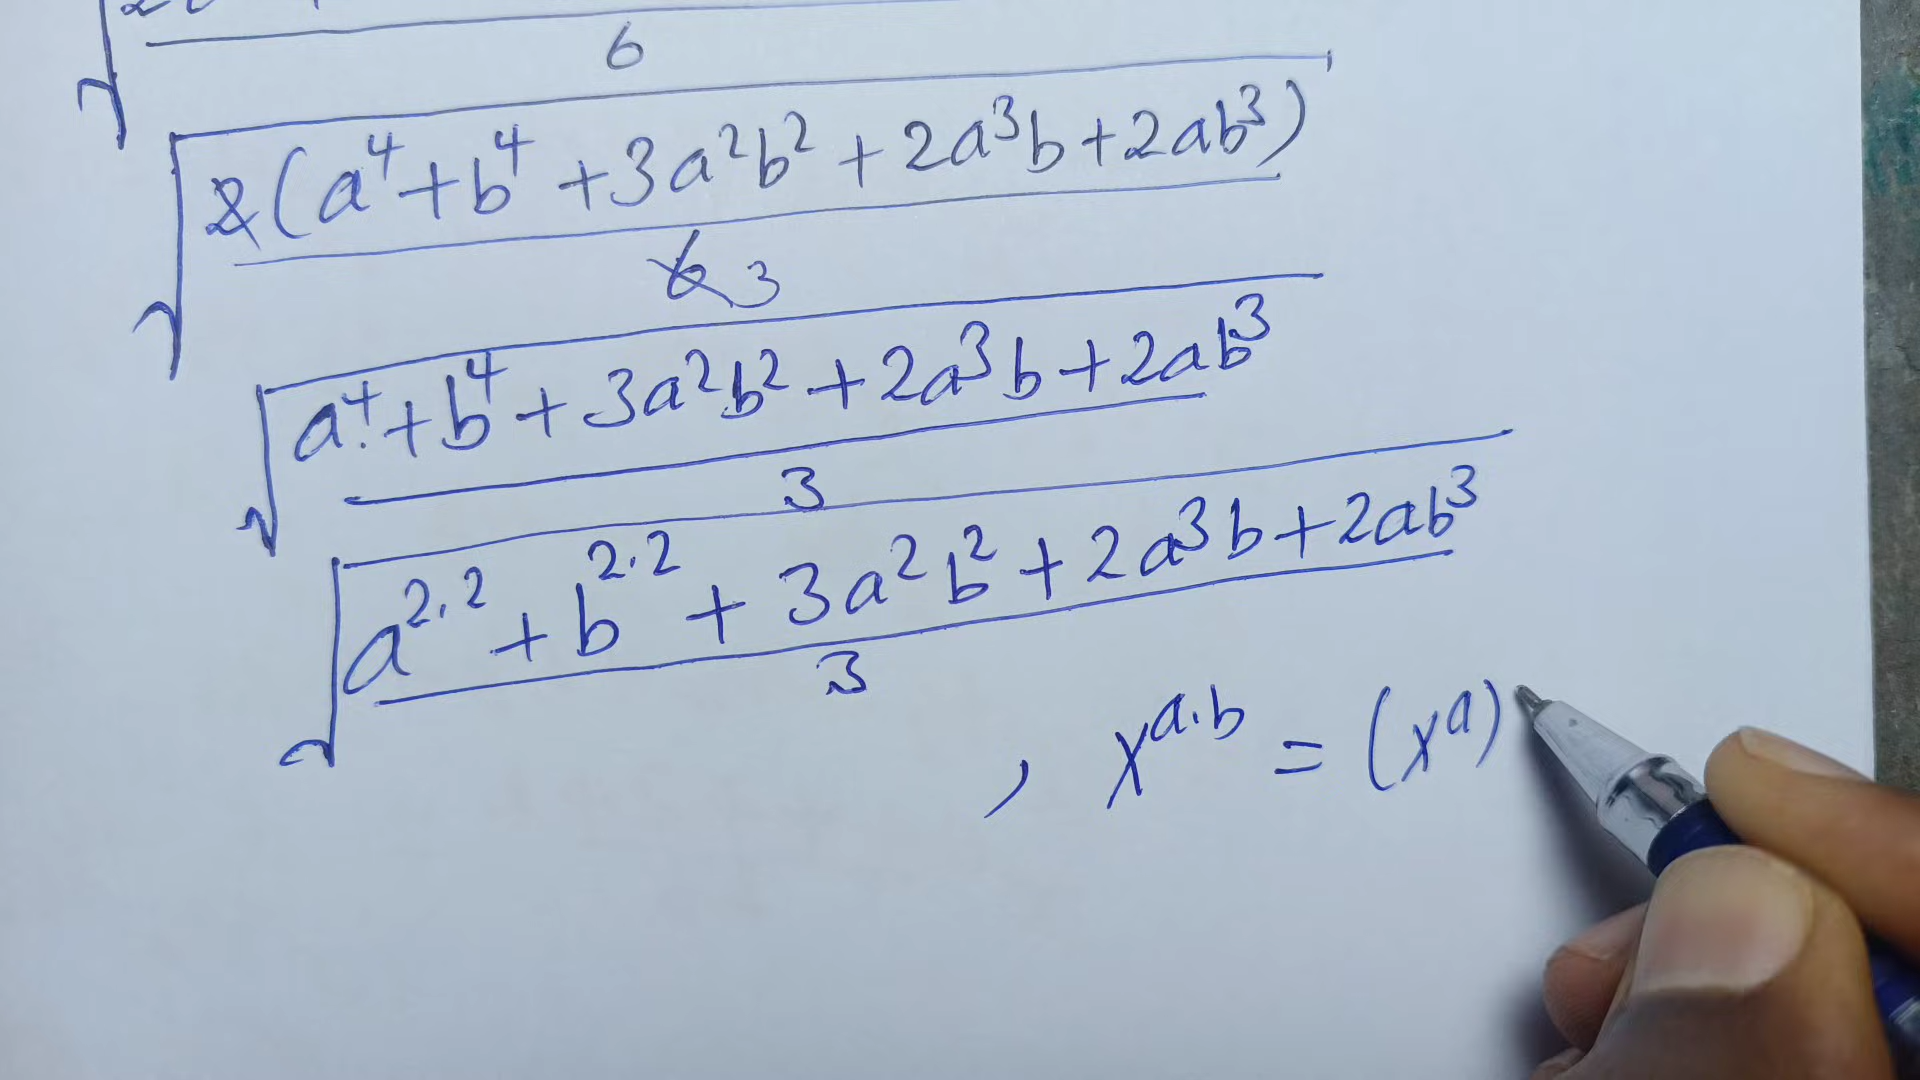 6
√2(a⁴+b⁴+3a²b²+2a³b+2ab³)
6 3
√a⁴+b⁴+3a²b²+2a³b+2ab³
3
√a^2.2+b^2.2+3a²b²+2a³b+2ab³
3
, x^a.b = (x^a)